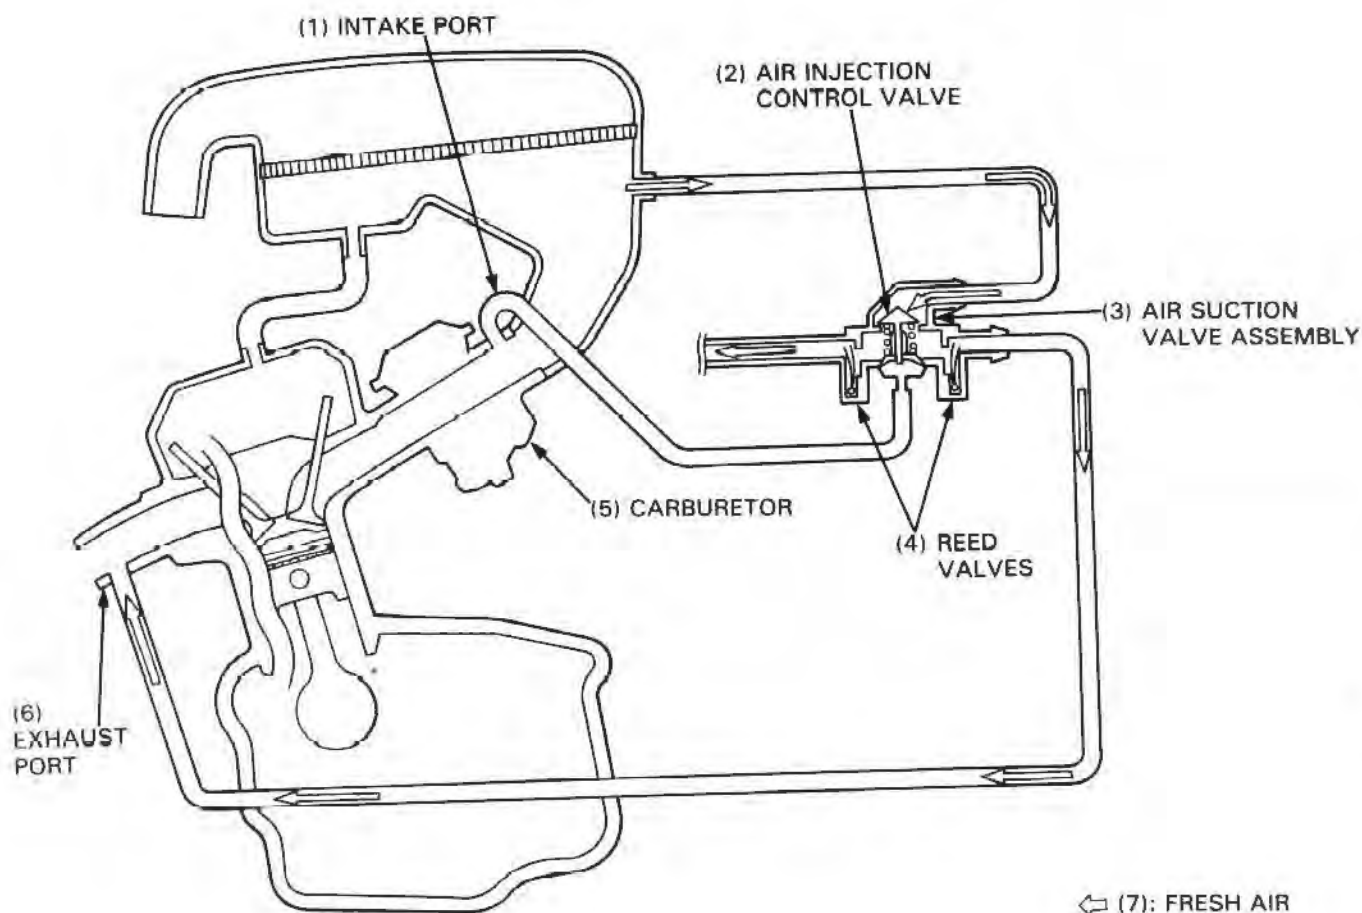 (1) INTAKE PORT
(2) AIR INJECTION
CONTROL VALVE
(3) AIR SUCTION
VALVE ASSEMBLY
(5) CARBURETOR
(4) REED
VALVES
(6)
EXHAUST
PORT
(7): FRESH AIR